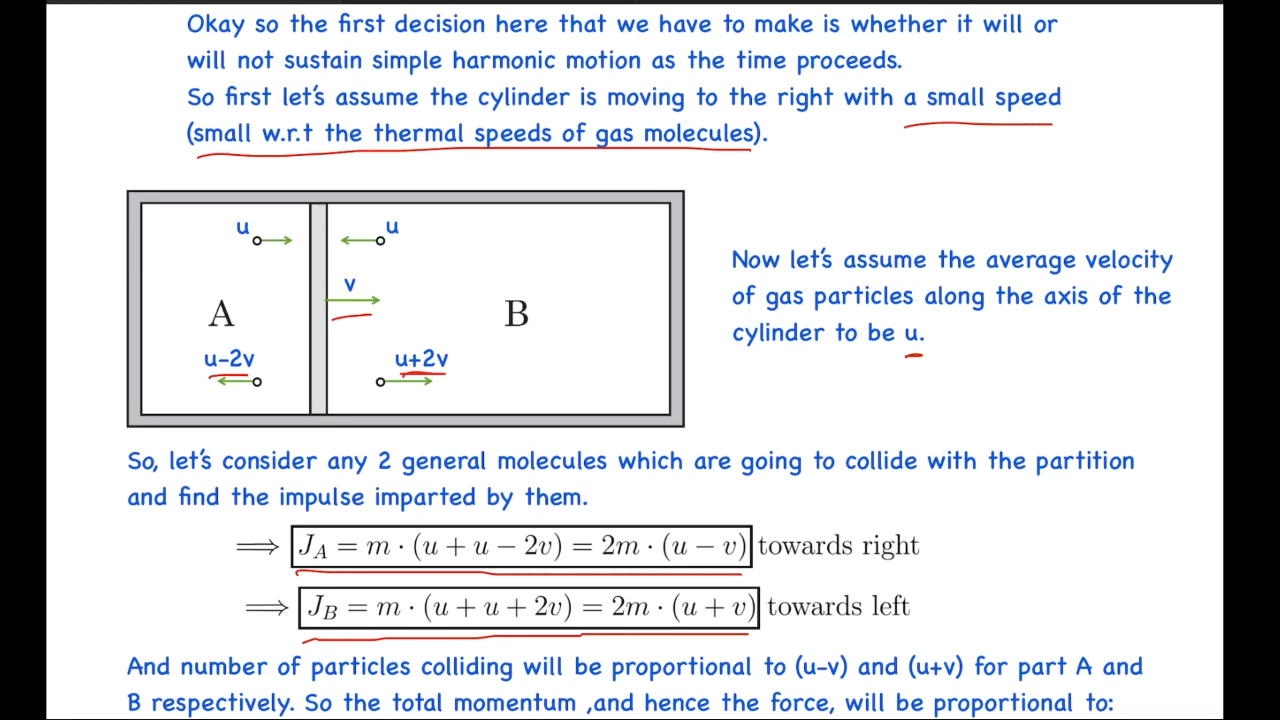 Okay so the first decision here that we have to make is whether it will or
will not sustain simple harmonic motion as the time proceeds.
So first let's assume the cylinder is moving to the right with a small speed
(small w.r.t the thermal speeds of gas molecules).
u
u
v
A
B
u-2v
u+2v
Now let's assume the average velocity
of gas particles along the axis of the
cylinder to be u.
So, let's consider any 2 general molecules which are going to collide with the partition
and find the impulse imparted by them.
⟹ J_A = m · (u + u − 2v) = 2m · (u − v) towards right
⟹ J_B = m · (u + u + 2v) = 2m · (u + v) towards left
And number of particles colliding will be proportional to (u-v) and (u+v) for part A and
B respectively. So the total momentum ,and hence the force, will be proportional to: